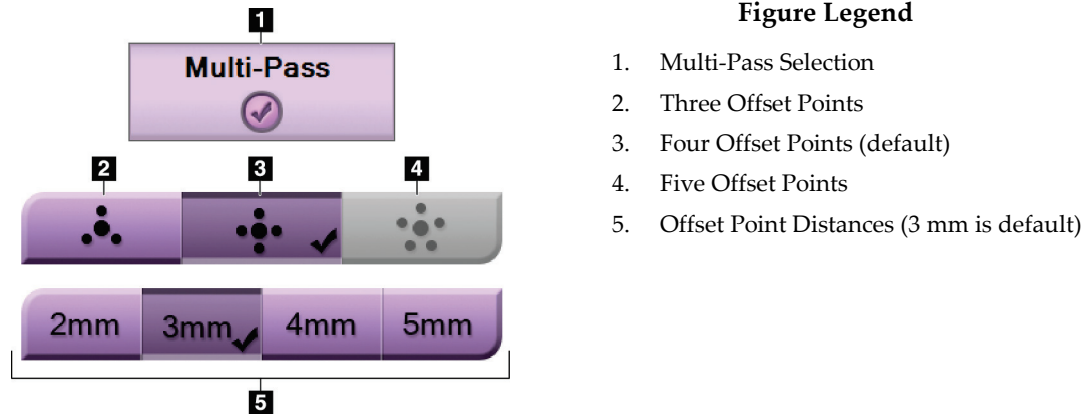 1
Multi-Pass
2 3 4
2mm 3mm 4mm 5mm
5
Figure Legend
1. Multi-Pass Selection
2. Three Offset Points
3. Four Offset Points (default)
4. Five Offset Points
5. Offset Point Distances (3 mm is default)